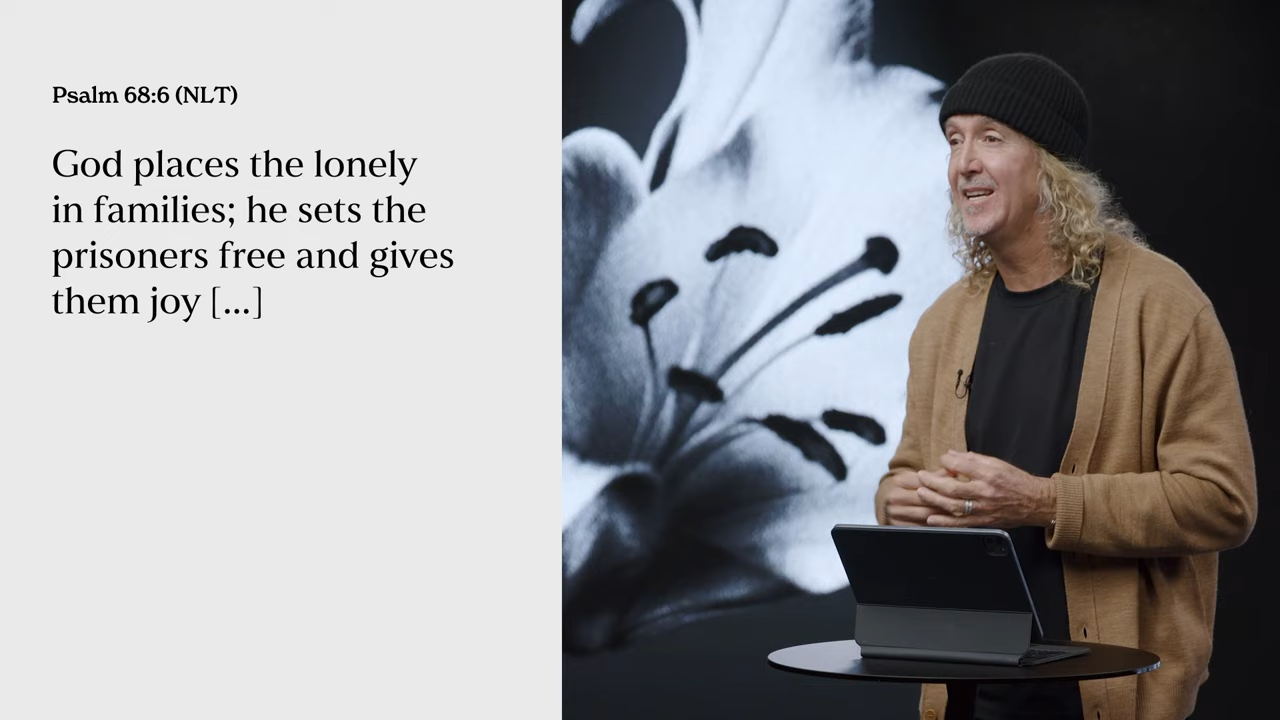 Psalm 68:6 (NLT)
God places the lonely
in families; he sets the
prisoners free and gives
them joy [...]